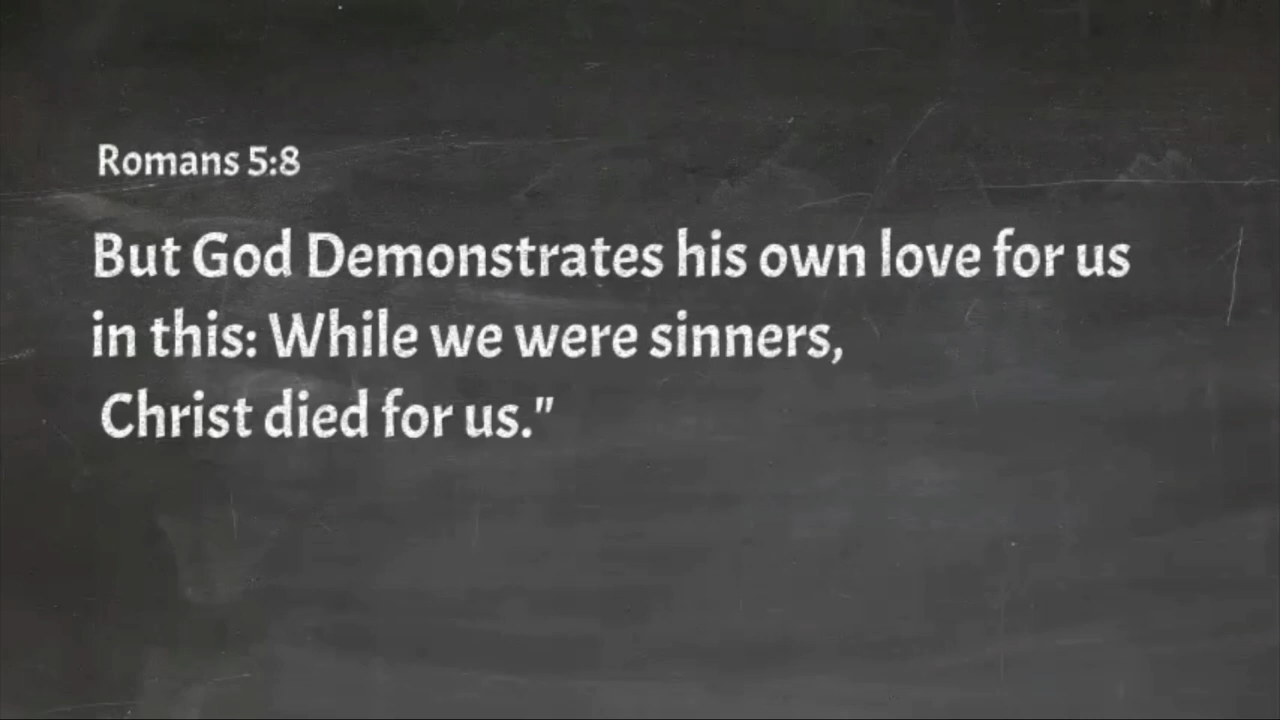 Romans 5:8
But God Demonstrates his own love for us
in this: While we were sinners,
Christ died for us."